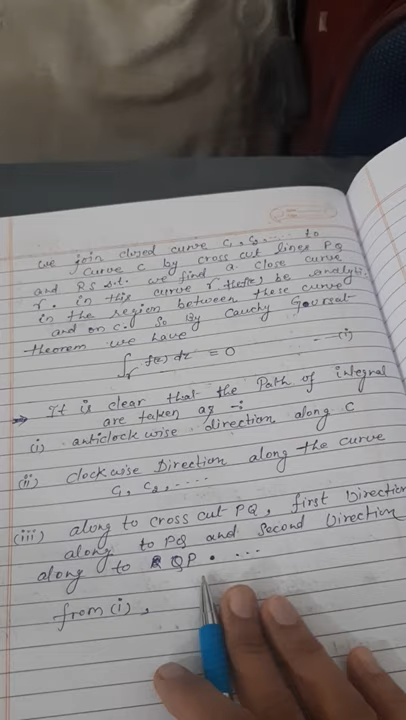 we join closed curve c₁, c₂, ..... to
curve c by cross cut lines PQ
and RS s.t. we find a close curve
Γ. in this curve Γ then f(z) be analytic
in the region between these curve
and on c. So By Cauchy Goursat
theorem we have
∫_Γ f(z) dz = 0 —(i)
⇒ It is clear that the Path of integral
are taken as :-
(i) anticlockwise direction along C
(ii) clockwise Direction along the curve
c₁, c₂, .....
(iii) along to cross cut PQ, first Direction
along to PQ and Second Direction
along to QP. ...
from (i),